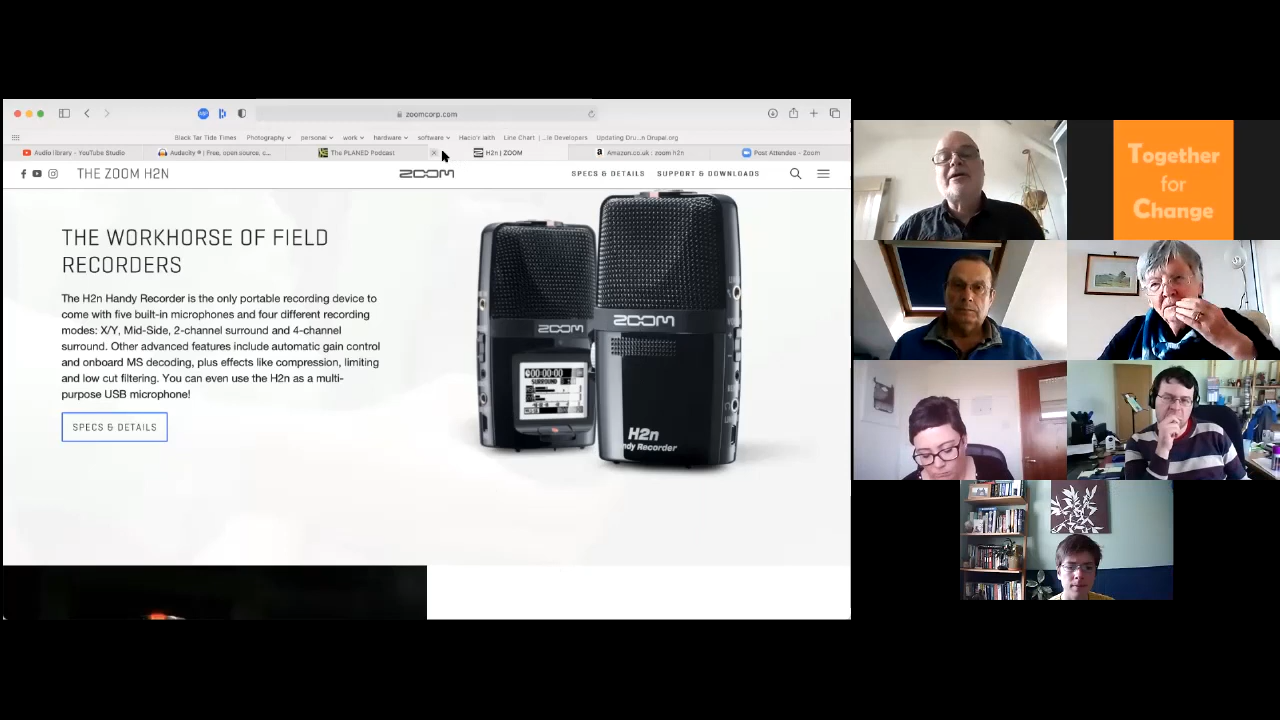 zoomcorp.com
Black Tar Tide Times
Photography
personal
work
hardware
software
Line Chart
Audio library - YouTube Studio
Audacity ® | Free, open source, c...
The PLANED Podcast
H2n | ZOOM
Amazon.co.uk : zoom h2n
Post Attendee - Zoom
THE ZOOM H2N
ZOOM
SPECS & DETAILS
SUPPORT & DOWNLOADS
THE WORKHORSE OF FIELD
RECORDERS
The H2n Handy Recorder is the only portable recording device to
come with five built-in microphones and four different recording
modes: X/Y, Mid-Side, 2-channel surround and 4-channel
surround. Other advanced features include automatic gain control
and onboard MS decoding, plus effects like compression, limiting
and low cut filtering. You can even use the H2n as a multi-
purpose USB microphone!
SPECS & DETAILS
ZOOM
00:00:00
SURROUND
ZOOM
H2n
ndy Recorder
Together
for
Change